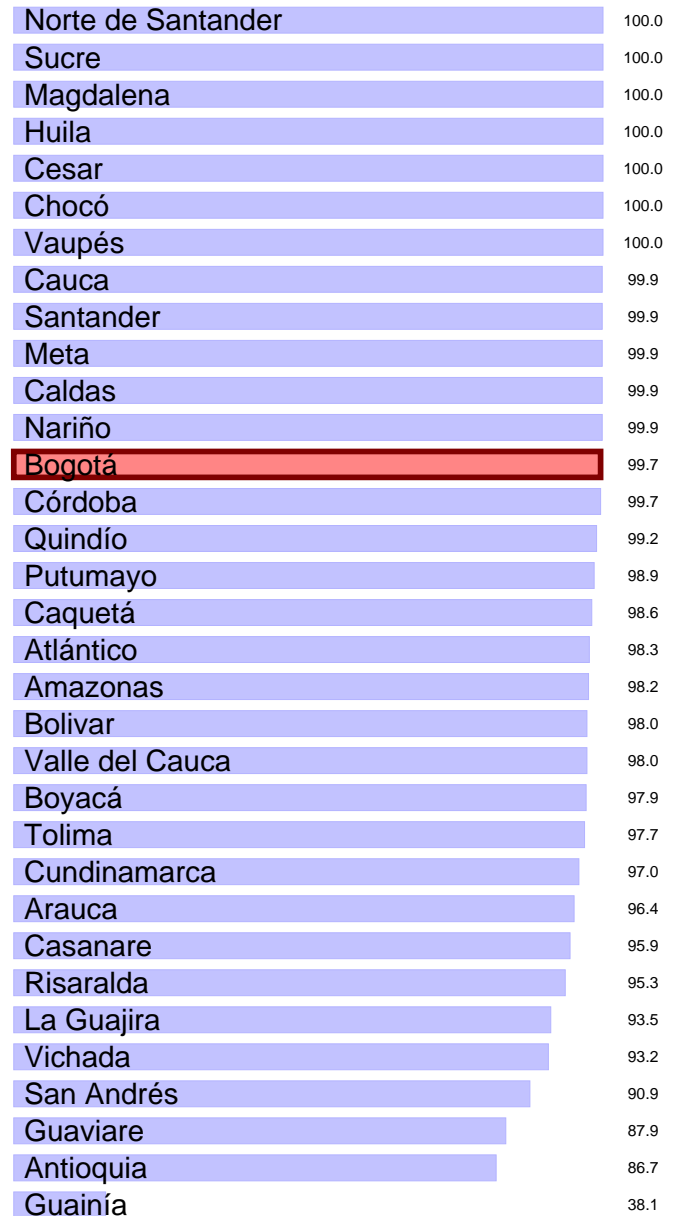 Norte de Santander 100.0
Sucre 100.0
Magdalena 100.0
Huila 100.0
Cesar 100.0
Chocó 100.0
Vaupés 100.0
Cauca 99.9
Santander 99.9
Meta 99.9
Caldas 99.9
Nariño 99.9
Bogotá 99.7
Córdoba 99.7
Quindío 99.2
Putumayo 98.9
Caquetá 98.6
Atlántico 98.3
Amazonas 98.2
Bolivar 98.0
Valle del Cauca 98.0
Boyacá 97.9
Tolima 97.7
Cundinamarca 97.0
Arauca 96.4
Casanare 95.9
Risaralda 95.3
La Guajira 93.5
Vichada 93.2
San Andrés 90.9
Guaviare 87.9
Antioquia 86.7
Guainía 38.1